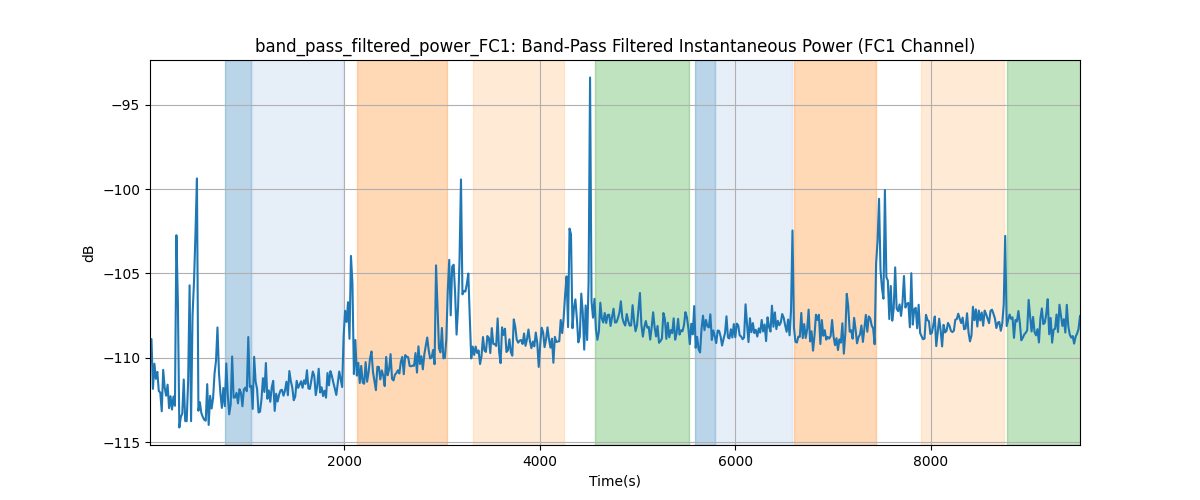 band_pass_filtered_power_FC1: Band-Pass Filtered Instantaneous Power (FC1 Channel)
−95
−100
−105
−110
−115
dB
2000 4000 6000 8000
Time(s)